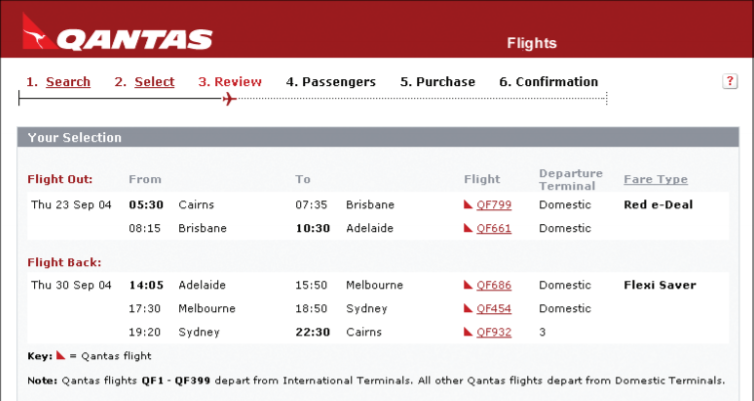 QANTAS
Flights
1. Search 2. Select 3. Review 4. Passengers 5. Purchase 6. Confirmation ?
Your Selection
Flight Out: From To Flight Departure Terminal Fare Type
Thu 23 Sep 04 05:30 Cairns 07:35 Brisbane QF799 Domestic Red e-Deal
08:15 Brisbane 10:30 Adelaide QF661 Domestic
Flight Back:
Thu 30 Sep 04 14:05 Adelaide 15:50 Melbourne QF686 Domestic Flexi Saver
17:30 Melbourne 18:50 Sydney QF454 Domestic
19:20 Sydney 22:30 Cairns QF932 3
Key: = Qantas flight
Note: Qantas flights QF1 - QF399 depart from International Terminals. All other Qantas flights depart from Domestic Terminals.